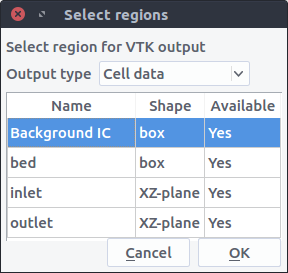 Select regions
Select region for VTK output
Output type Cell data
Name Shape Available
Background IC box Yes
bed box Yes
inlet XZ-plane Yes
outlet XZ-plane Yes
Cancel OK